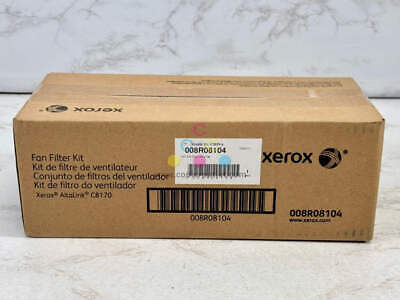 xerox
008R08104
Fan Filter Kit
Kit de filtre de ventilateur
Conjunto de filtros del ventilador
Kit de filtro do ventilador
Xerox® AltaLink® C8170
008R08104
xerox
008R08104
www.xerox.com